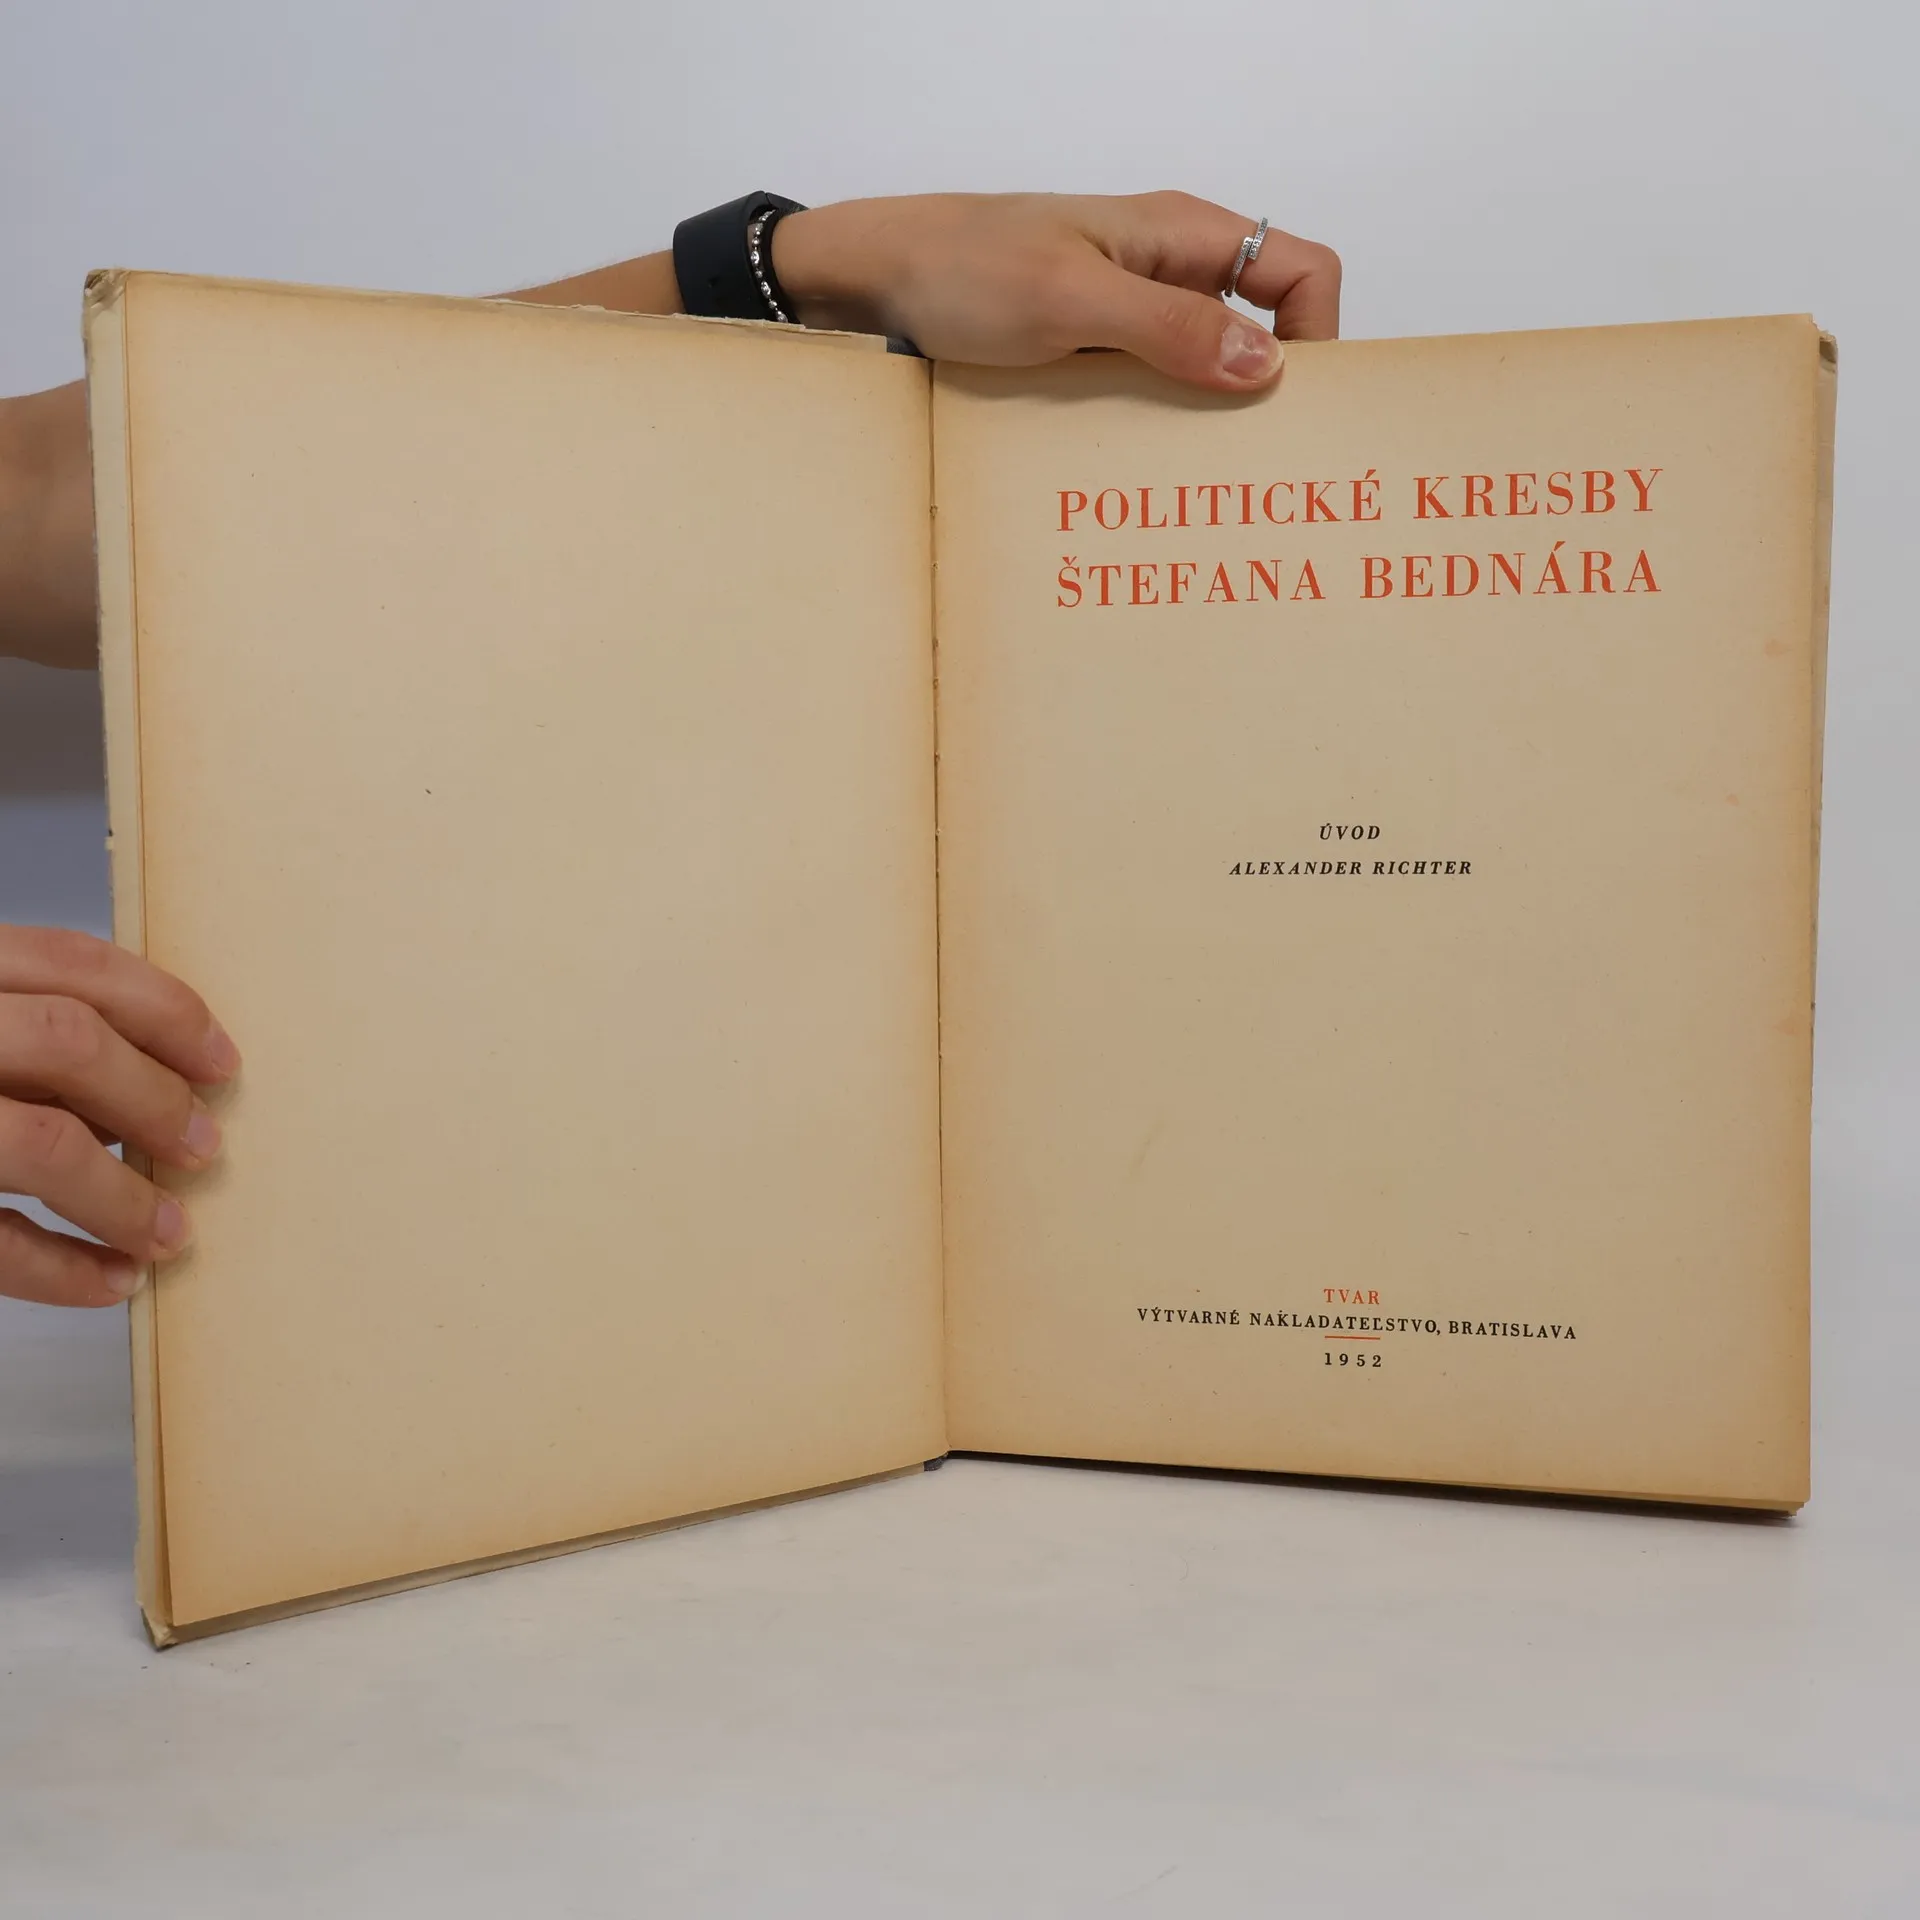 POLITICKÉ KRESBY
ŠTEFANA BEDNÁRA
ÚVOD
ALEXANDER RICHTER
TVAR
VÝTVARNÉ NAKLADATEĽSTVO, BRATISLAVA
1952